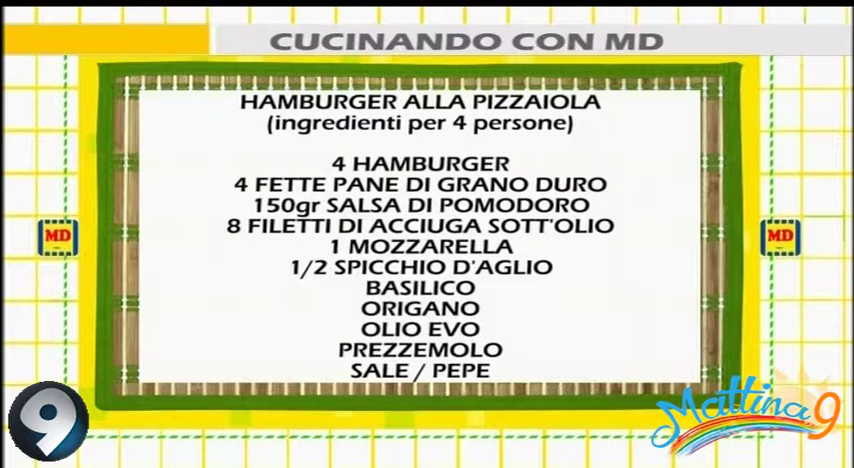 CUCINANDO CON MD
HAMBURGER ALLA PIZZAIOLA
(ingredienti per 4 persone)
4 HAMBURGER
4 FETTE PANE DI GRANO DURO
150gr SALSA DI POMODORO
8 FILETTI DI ACCIUGA SOTT'OLIO
1 MOZZARELLA
1/2 SPICCHIO D'AGLIO
BASILICO
ORIGANO
OLIO EVO
PREZZEMOLO
SALE / PEPE
MD
MD
9
Mattina 9